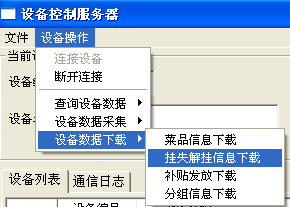 设备控制服务器
文件 设备操作
当前
连接设备
断开连接
设备
查询设备数据
设备数据采集
设备
设备数据下载
菜品信息下载
挂失解挂信息下载
补贴发放下载
分组信息下载
设备列表 通信日志